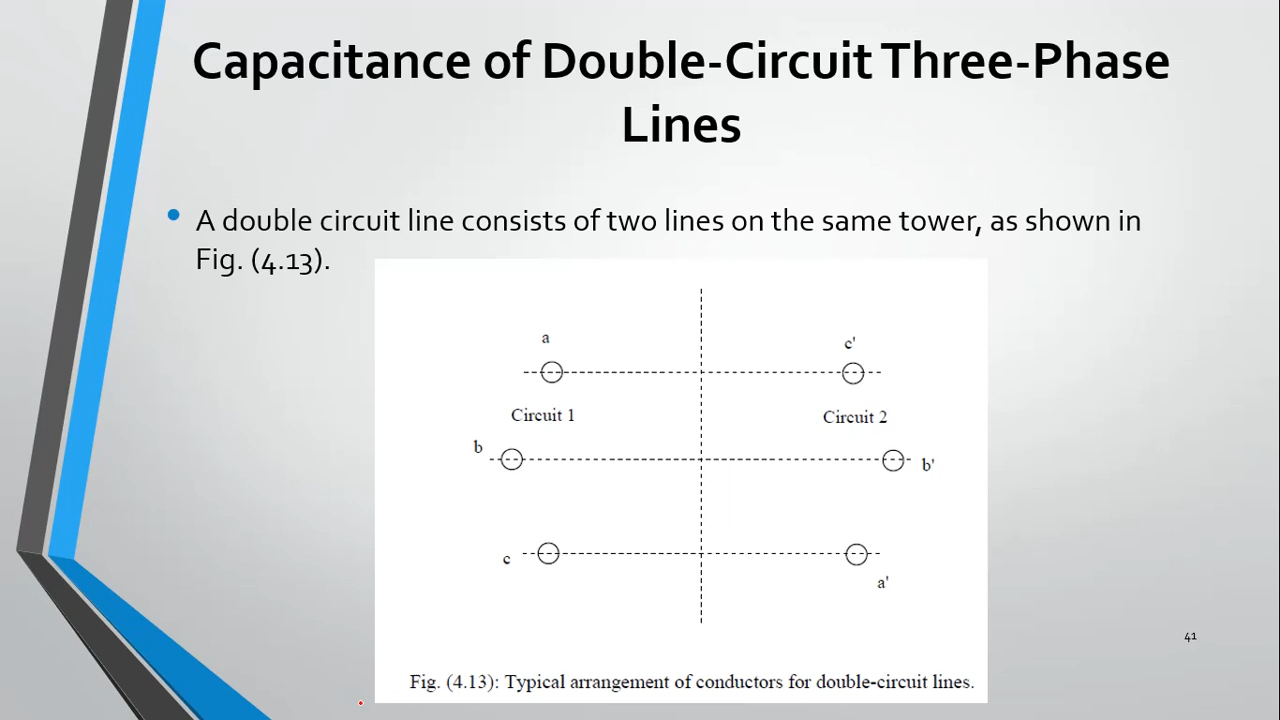 Capacitance of Double-Circuit Three-Phase
Lines
• A double circuit line consists of two lines on the same tower, as shown in
Fig. (4.13).
a
c'
Circuit 1
Circuit 2
b
b'
c
a'
41
Fig. (4.13): Typical arrangement of conductors for double-circuit lines.